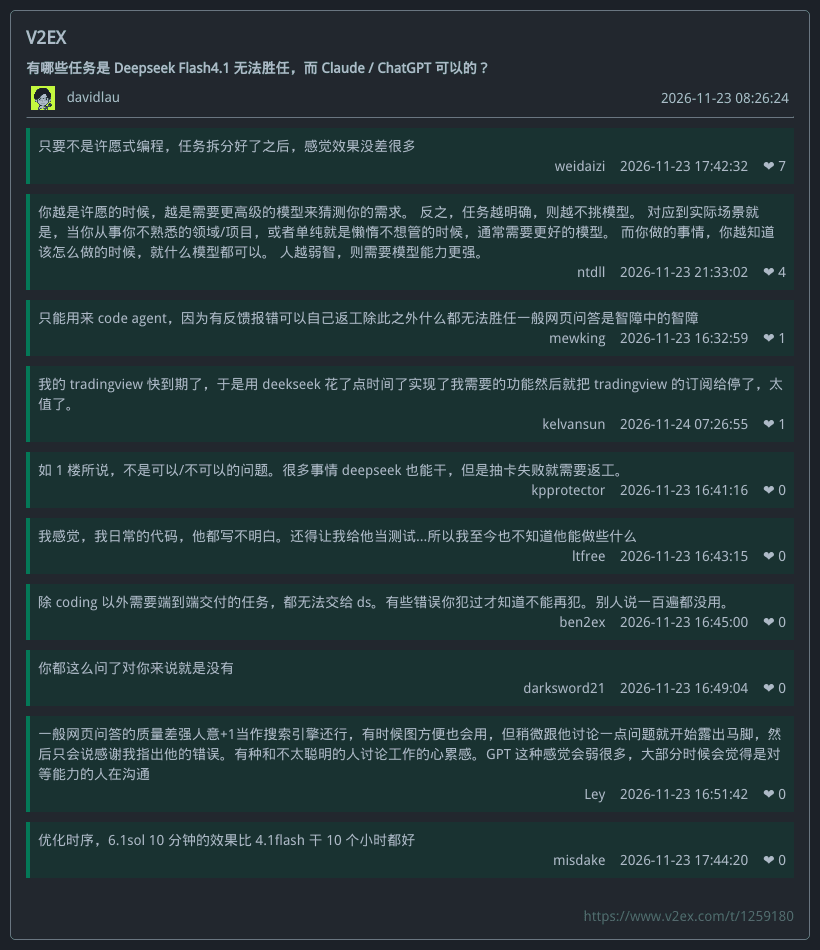 V2EX
有哪些任务是 Deepseek Flash4.1 无法胜任，而 Claude / ChatGPT 可以的？
davidlau 2026-11-23 08:26:24
只要不是许愿式编程，任务拆分好了之后，感觉效果没差很多
weidaizi 2026-11-23 17:42:32 ❤ 7
你越是许愿的时候，越是需要更高级的模型来猜测你的需求。 反之，任务越明确，则越不挑模型。 对应到实际场景就
是，当你从事你不熟悉的领域/项目，或者单纯就是懒惰不想管的时候，通常需要更好的模型。 而你做的事情，你越知道
该怎么做的时候，就什么模型都可以。 人越弱智，则需要模型能力更强。
ntdll 2026-11-23 21:33:02 ❤ 4
只能用来 code agent，因为有反馈报错可以自己返工除此之外什么都无法胜任一般网页问答是智障中的智障
mewking 2026-11-23 16:32:59 ❤ 1
我的 tradingview 快到期了，于是用 deekseek 花了点时间了实现了我需要的功能然后就把 tradingview 的订阅给停了，太
值了。
kelvansun 2026-11-24 07:26:55 ❤ 1
如 1 楼所说，不是可以/不可以的问题。很多事情 deepseek 也能干，但是抽卡失败就需要返工。
kpprotector 2026-11-23 16:41:16 ❤ 0
我感觉，我日常的代码，他都写不明白。还得让我给他当测试...所以我至今也不知道他能做些什么
ltfree 2026-11-23 16:43:15 ❤ 0
除 coding 以外需要端到端交付的任务，都无法交给 ds。有些错误你犯过才知道不能再犯。别人说一百遍都没用。
ben2ex 2026-11-23 16:45:00 ❤ 0
你都这么问了对你来说就是没有
darksword21 2026-11-23 16:49:04 ❤ 0
一般网页问答的质量差强人意+1当作搜索引擎还行，有时候图方便也会用，但稍微跟他讨论一点问题就开始露出马脚，然
后只会说感谢我指出他的错误。有种和不太聪明的人讨论工作的心累感。GPT 这种感觉会弱很多，大部分时候会觉得是对
等能力的人在沟通
Ley 2026-11-23 16:51:42 ❤ 0
优化时序，6.1sol 10 分钟的效果比 4.1flash 干 10 个小时都好
misdake 2026-11-23 17:44:20 ❤ 0
https://www.v2ex.com/t/1259180